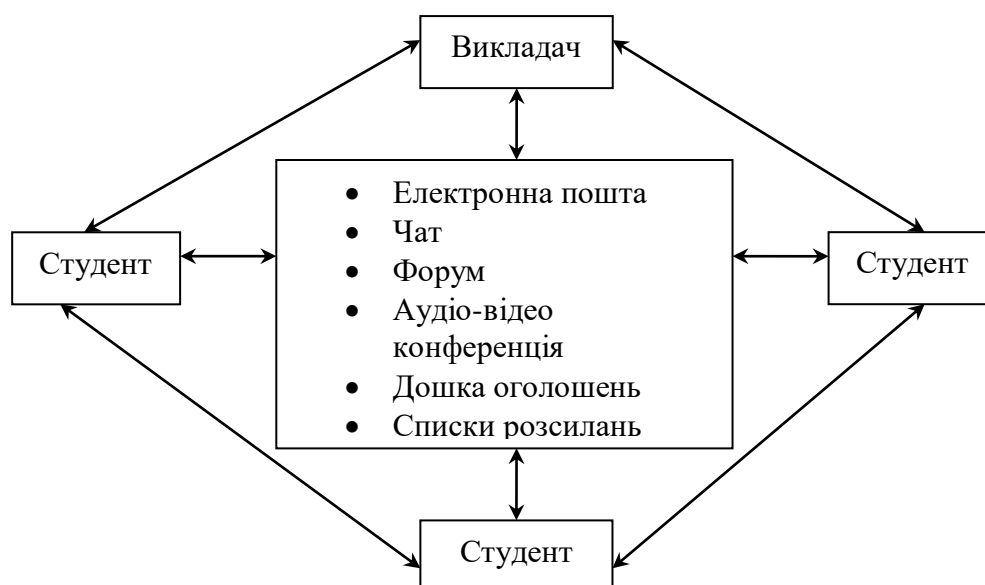 Викладач
• Електронна пошта
• Чат
Студент
Студент
• Форум
• Аудіо-відео
конференція
• Дошка оголошень
• Списки розсилань
Студент